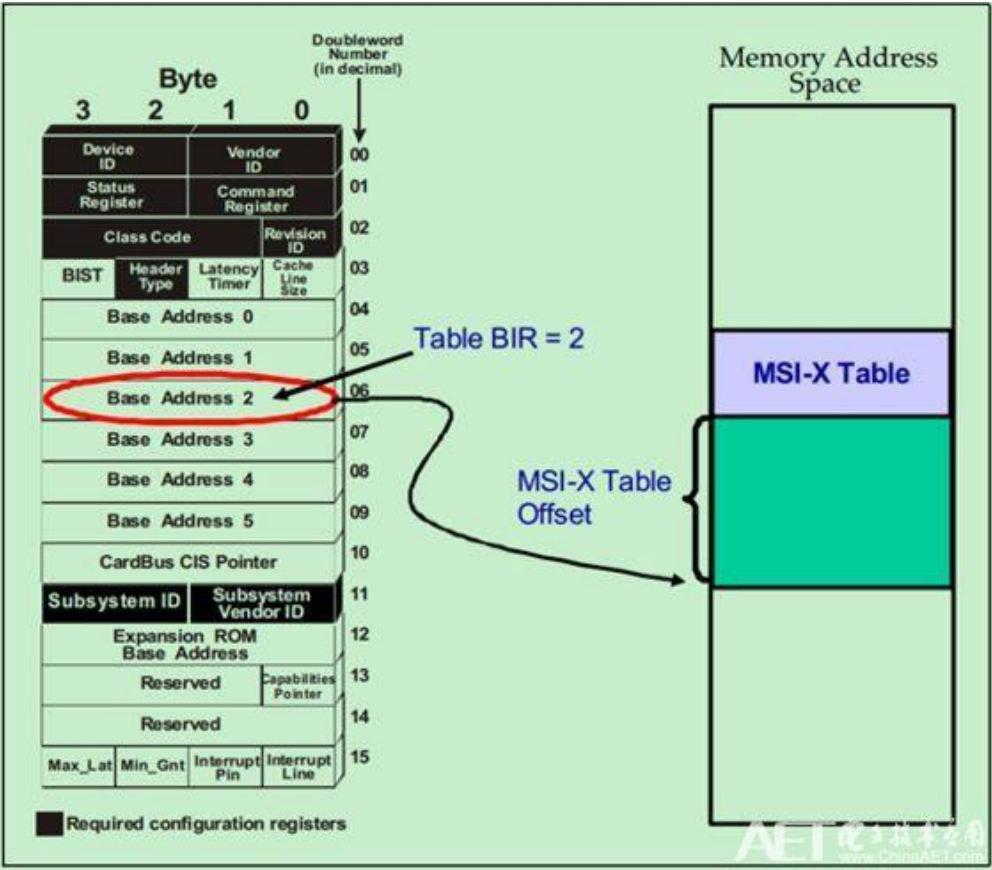 Doubleword
Number
(in decimal)
Byte
3 2 1 0
Device
ID
Vendor
ID
00
Status
Register
Command
Register
01
Class Code
Revision
ID
02
BIST
Header
Type
Latency
Timer
Cache
Line
Size
03
Base Address 0
04
Base Address 1
05
Base Address 2
06
Base Address 3
07
Base Address 4
08
Base Address 5
09
CardBus CIS Pointer
10
Subsystem ID
Subsystem
Vendor ID
11
Expansion ROM
Base Address
12
Reserved
Capabilities
Pointer
13
Reserved
14
Max_Lat
Min_Gnt
Interrupt
Pin
Interrupt
Line
15
Required configuration registers
Table BIR = 2
MSI-X Table
Offset
Memory Address
Space
MSI-X Table
AET
www.ChinaAET.com